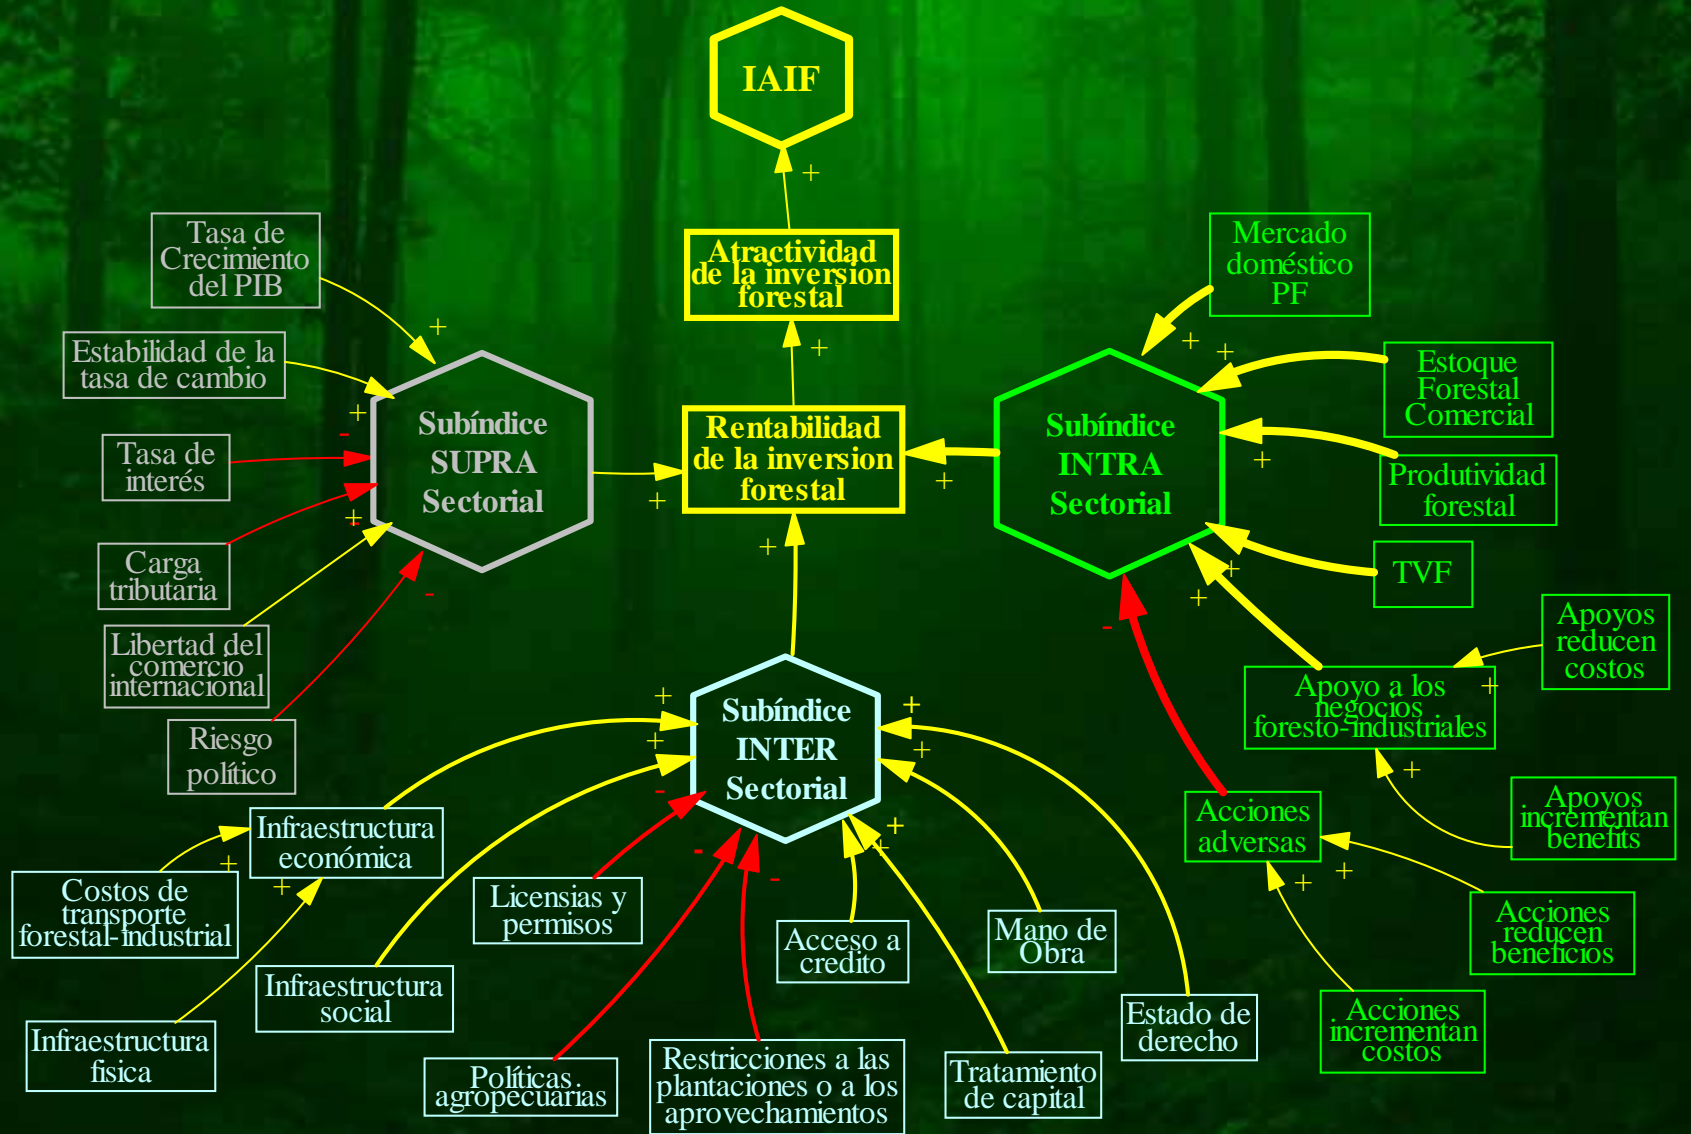 IAIF
+
Atractividad
de la inversion
forestal
+
Rentabilidad
de la inversion
forestal
Tasa de
Crecimiento
del PIB
+
Estabilidad de la
tasa de cambio
+
Tasa de
interés
-
Carga
tributaria
-
Libertad del
comercio
internacional
+
Riesgo
político
-
Subíndice
SUPRA
Sectorial
+
Subíndice
INTRA
Sectorial
+
Mercado
doméstico
PF
+
Estoque
Forestal
Comercial
+
Produtividad
forestal
+
TVF
+
Apoyo a los
negocios
foresto-industriales
+
Apoyos
reducen
costos
+
Apoyos
incrementan
benefits
+
Acciones
adversas
-
Acciones
reducen
beneficios
+
Acciones
incrementan
costos
+
Subíndice
INTER
Sectorial
+
Infraestructura
económica
+
Costos de
transporte
forestal-industrial
+
Infraestructura
fisica
+
Infraestructura
social
+
Licensias y
permisos
-
Políticas
agropecuarias
-
Restricciones a las
plantaciones o a los
aprovechamientos
-
Acceso a
credito
+
Tratamiento
de capital
+
Mano de
Obra
+
Estado de
derecho
+